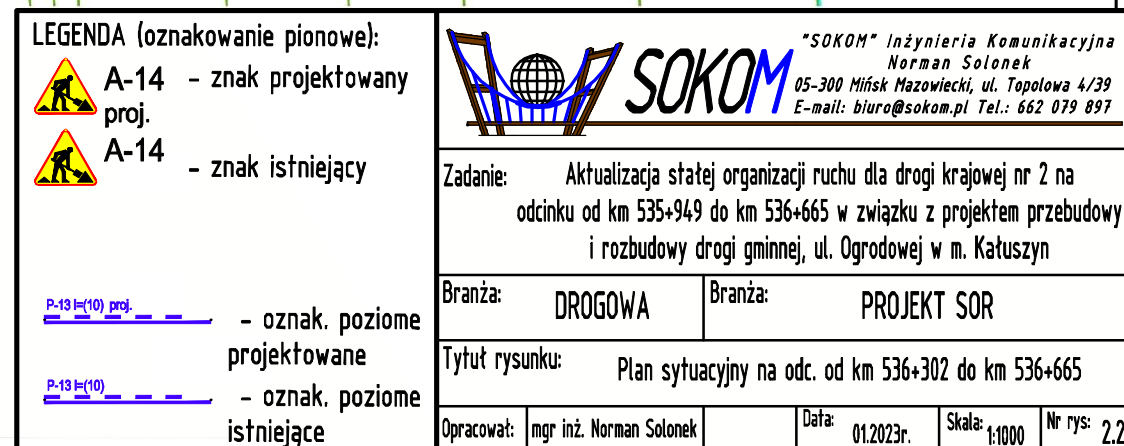 LEGENDA (oznakowanie pionowe):
A-14 - znak projektowany
proj.
A-14 - znak istniejący
P-13 l=(10) proj.
- oznak. poziome
projektowane
P-13 l=(10)
- oznak. poziome
istniejące
SOKOM
"SOKOM" Inżynieria Komunikacyjna
Norman Solonek
05-300 Mińsk Mazowiecki, ul. Topolowa 4/39
E-mail: biuro@sokom.pl Tel.: 662 079 897
Zadanie: Aktualizacja stałej organizacji ruchu dla drogi krajowej nr 2 na
odcinku od km 535+949 do km 536+665 w związku z projektem przebudowy
i rozbudowy drogi gminnej, ul. Ogrodowej w m. Kałuszyn
Branża: DROGOWA Branża: PROJEKT SOR
Tytuł rysunku: Plan sytuacyjny na odc. od km 536+302 do km 536+665
Opracował: mgr inż. Norman Solonek Data: 01.2023r. Skala: 1:1000 Nr rys: 2.2